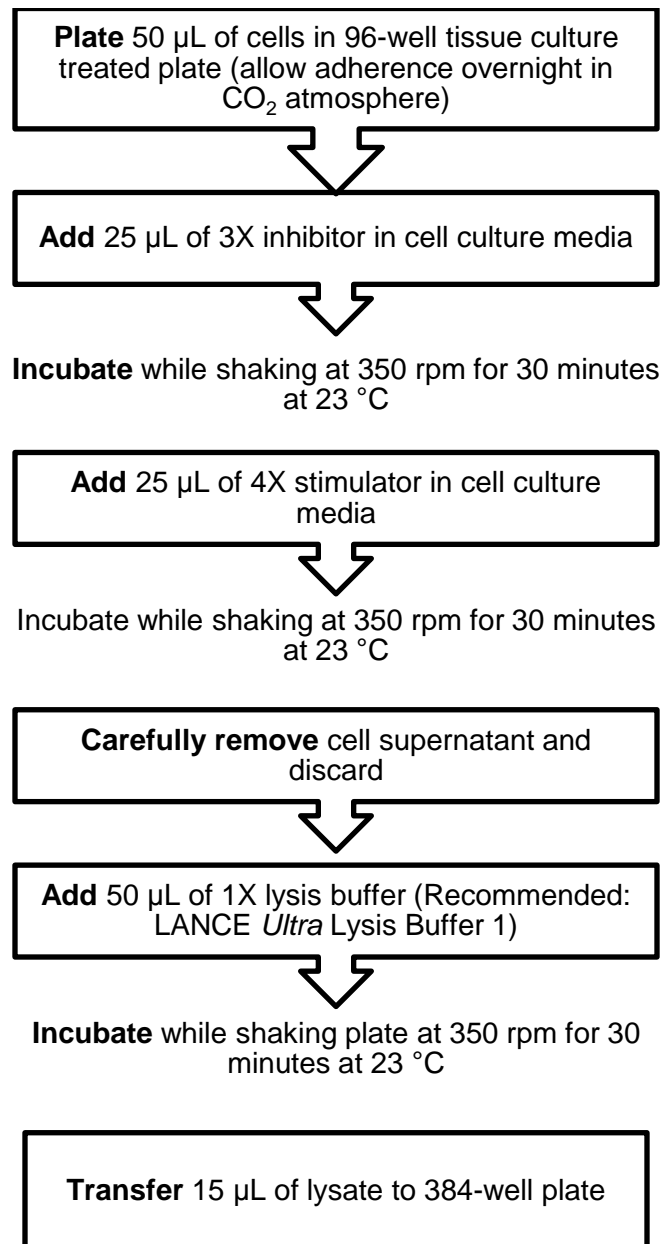 Plate 50 µL of cells in 96-well tissue culture
treated plate (allow adherence overnight in
CO₂ atmosphere)
Add 25 µL of 3X inhibitor in cell culture media
Incubate while shaking at 350 rpm for 30 minutes
at 23 °C
Add 25 µL of 4X stimulator in cell culture
media
Incubate while shaking at 350 rpm for 30 minutes
at 23 °C
Carefully remove cell supernatant and
discard
Add 50 µL of 1X lysis buffer (Recommended:
LANCE Ultra Lysis Buffer 1)
Incubate while shaking plate at 350 rpm for 30
minutes at 23 °C
Transfer 15 µL of lysate to 384-well plate